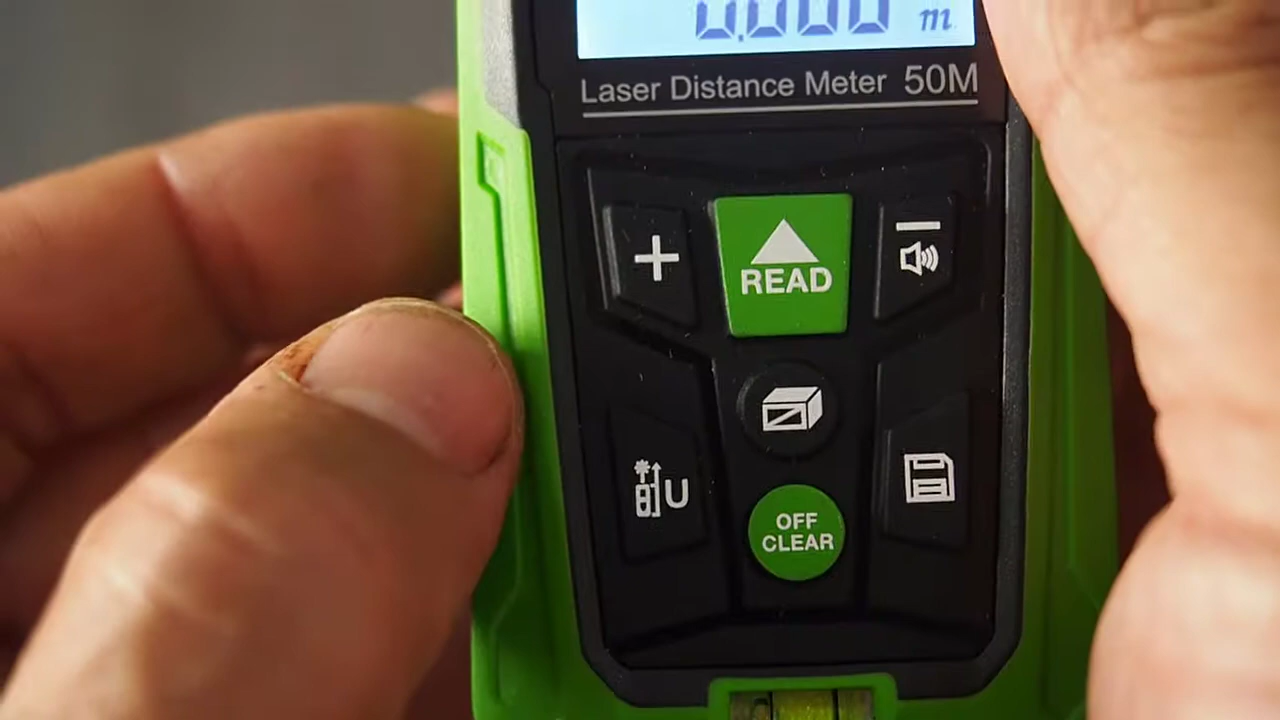 0.000 m
Laser Distance Meter 50M
+
READ
U
OFF
CLEAR